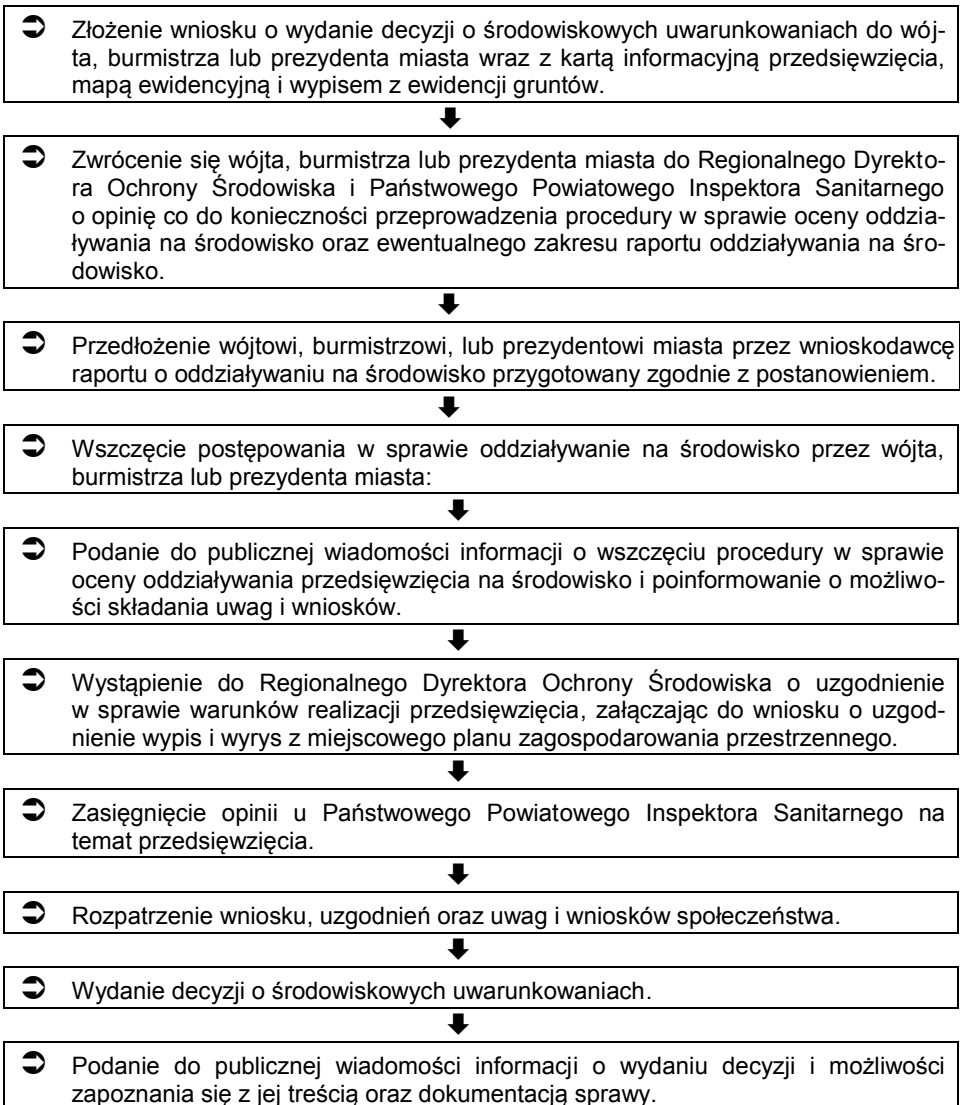 Złożenie wniosku o wydanie decyzji o środowiskowych uwarunkowaniach do wój-
ta, burmistrza lub prezydenta miasta wraz z kartą informacyjną przedsięwzięcia,
mapą ewidencyjną i wypisem z ewidencji gruntów.
Zwrócenie się wójta, burmistrza lub prezydenta miasta do Regionalnego Dyrekto-
ra Ochrony Środowiska i Państwowego Powiatowego Inspektora Sanitarnego
o opinię co do konieczności przeprowadzenia procedury w sprawie oceny oddzia-
ływania na środowisko oraz ewentualnego zakresu raportu oddziaływania na śro-
dowisko.
Przedłożenie wójtowi, burmistrzowi, lub prezydentowi miasta przez wnioskodawcę
raportu o oddziaływaniu na środowisko przygotowany zgodnie z postanowieniem.
Wszczęcie postępowania w sprawie oddziaływanie na środowisko przez wójta,
burmistrza lub prezydenta miasta:
Podanie do publicznej wiadomości informacji o wszczęciu procedury w sprawie
oceny oddziaływania przedsięwzięcia na środowisko i poinformowanie o możliwo-
ści składania uwag i wniosków.
Wystąpienie do Regionalnego Dyrektora Ochrony Środowiska o uzgodnienie
w sprawie warunków realizacji przedsięwzięcia, załączając do wniosku o uzgod-
nienie wypis i wyrys z miejscowego planu zagospodarowania przestrzennego.
Zasięgnięcie opinii u Państwowego Powiatowego Inspektora Sanitarnego na
temat przedsięwzięcia.
Rozpatrzenie wniosku, uzgodnień oraz uwag i wniosków społeczeństwa.
Wydanie decyzji o środowiskowych uwarunkowaniach.
Podanie do publicznej wiadomości informacji o wydaniu decyzji i możliwości
zapoznania się z jej treścią oraz dokumentacją sprawy.